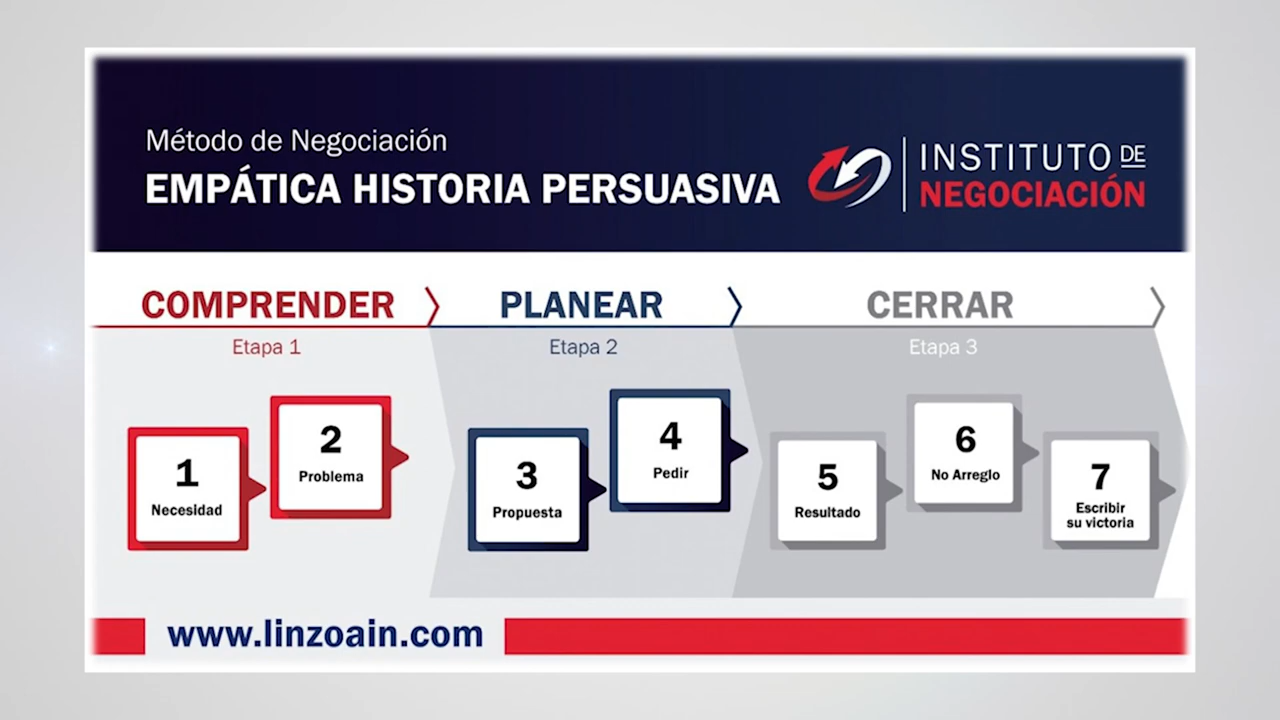 Método de Negociación
EMPÁTICA HISTORIA PERSUASIVA
INSTITUTO DE
NEGOCIACIÓN
COMPRENDER
Etapa 1
1
Necesidad
2
Problema
PLANEAR
Etapa 2
3
Propuesta
4
Pedir
CERRAR
Etapa 3
5
Resultado
6
No Arreglo
7
Escribir
su victoria
www.linzoain.com